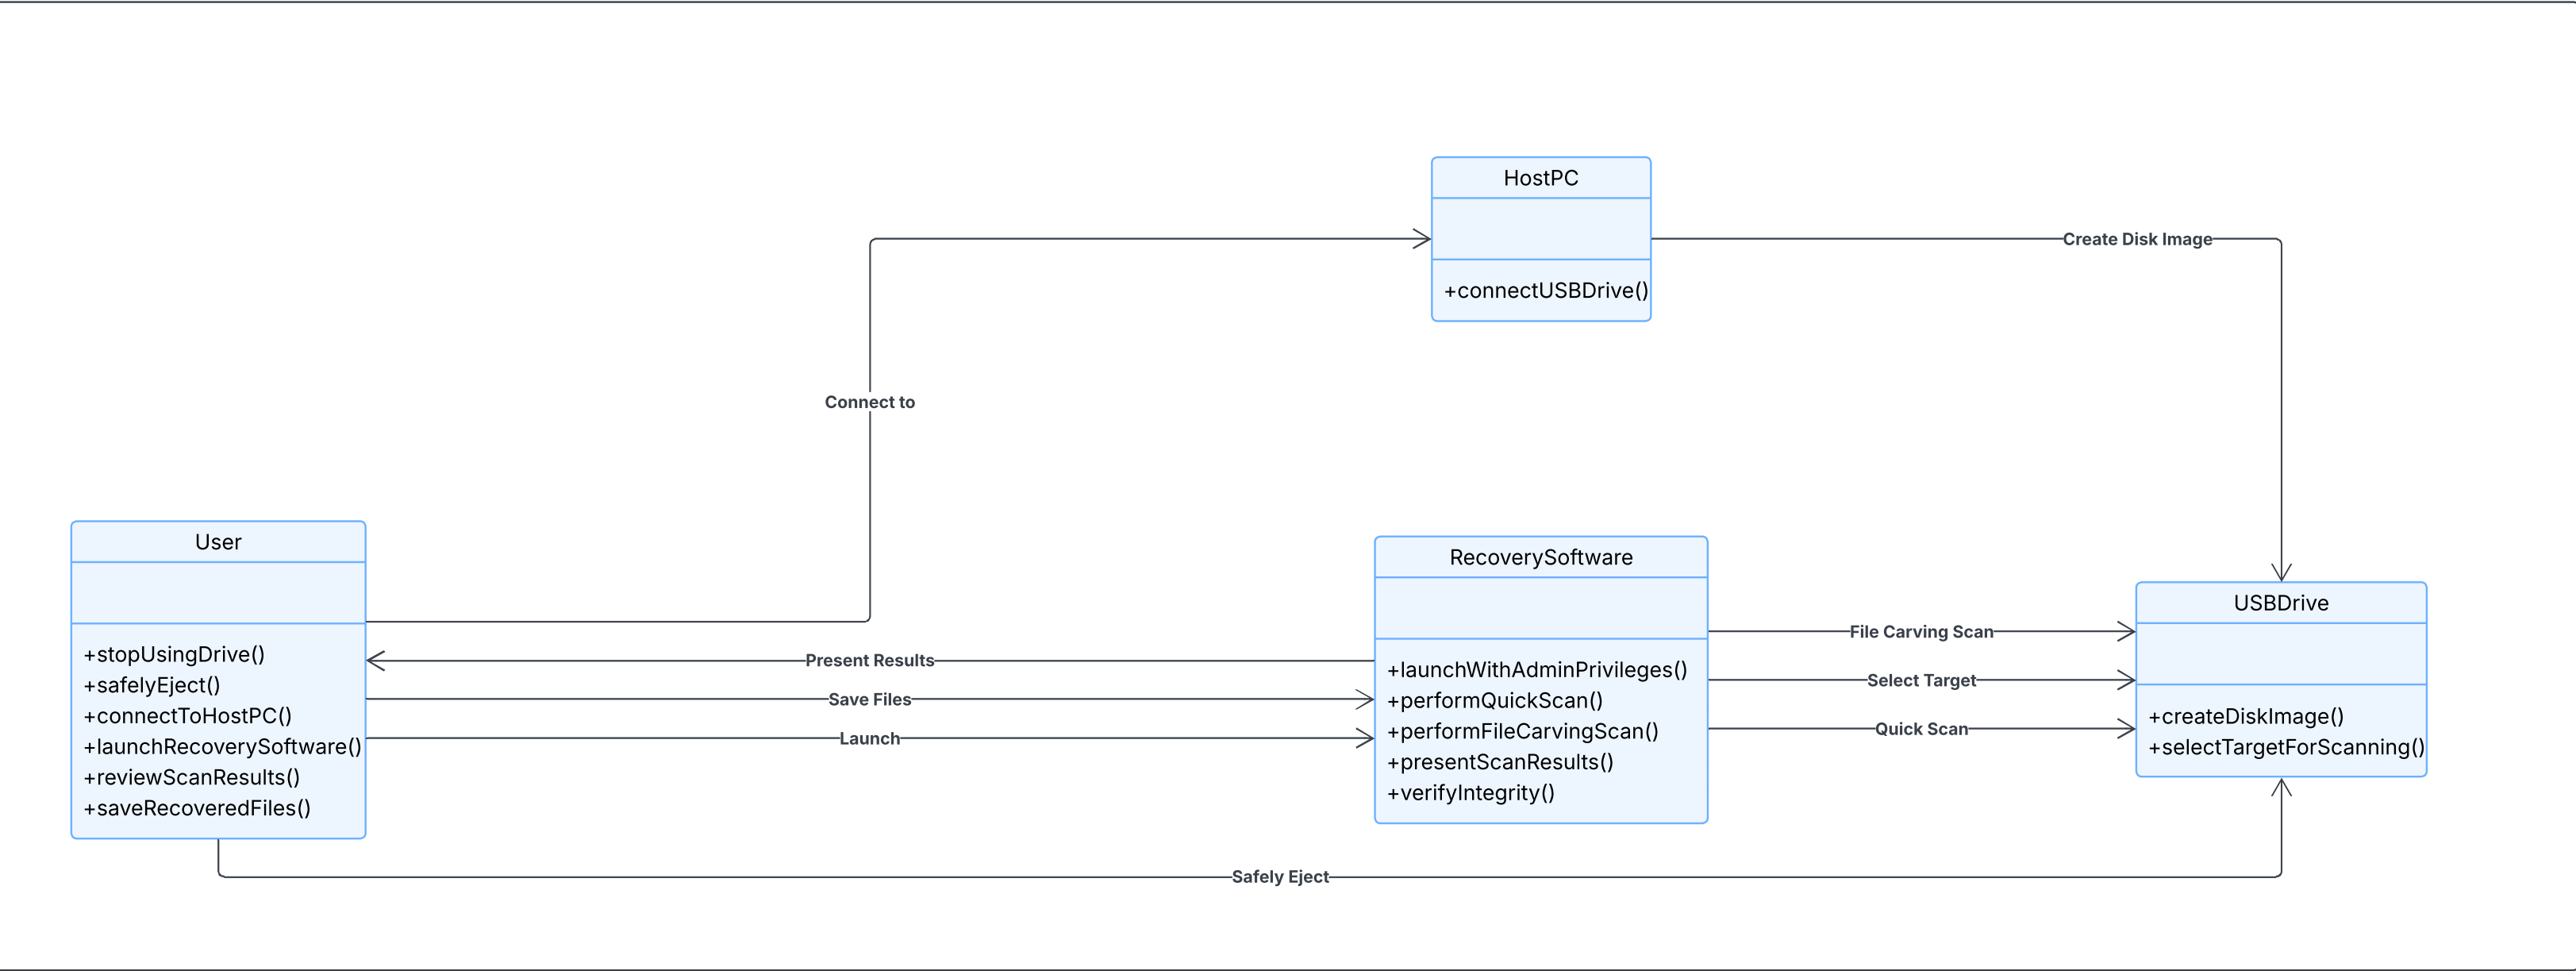 HostPC
+connectUSBDrive()
Create Disk Image
Connect to
User
+stopUsingDrive()
+safelyEject()
+connectToHostPC()
+launchRecoverySoftware()
+reviewScanResults()
+saveRecoveredFiles()
Present Results
Save Files
Launch
RecoverySoftware
+launchWithAdminPrivileges()
+performQuickScan()
+performFileCarvingScan()
+presentScanResults()
+verifyIntegrity()
File Carving Scan
Select Target
Quick Scan
USBDrive
+createDiskImage()
+selectTargetForScanning()
Safely Eject